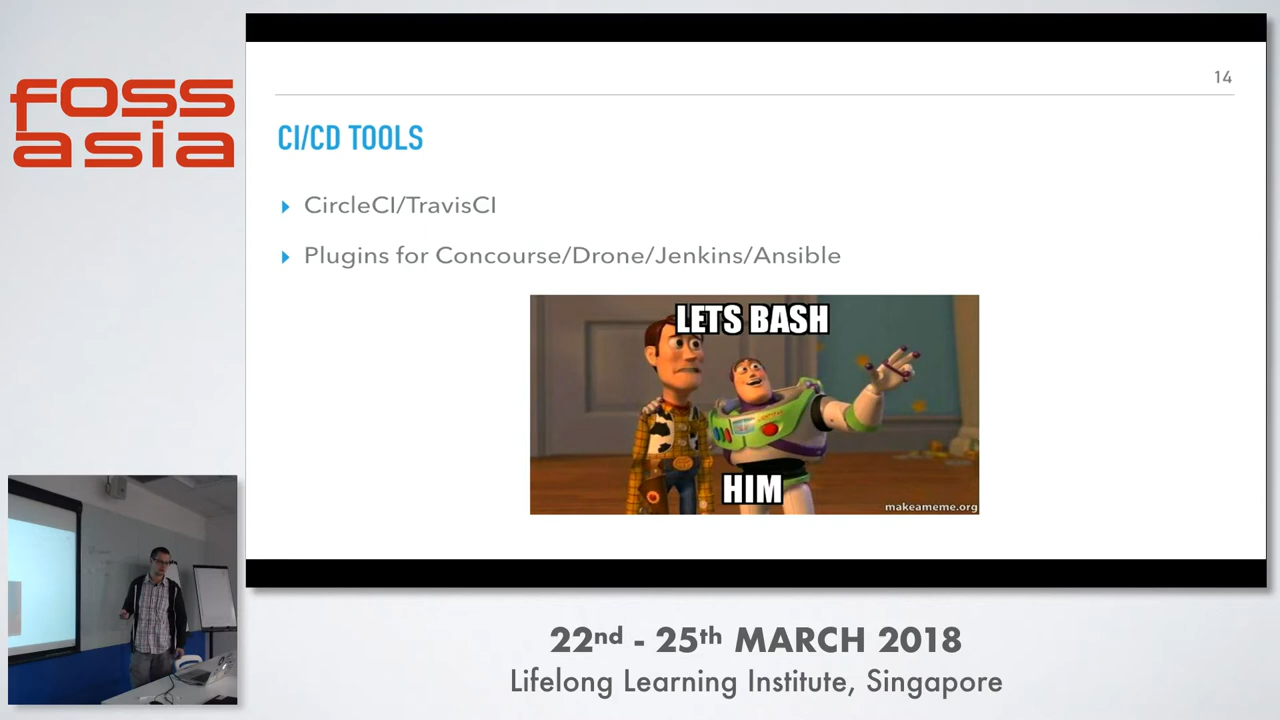 foss
asia
14
CI/CD TOOLS
CircleCI/TravisCI
Plugins for Concourse/Drone/Jenkins/Ansible
LETS BASH
HIM
makeameme.org
22nd - 25th MARCH 2018
Lifelong Learning Institute, Singapore